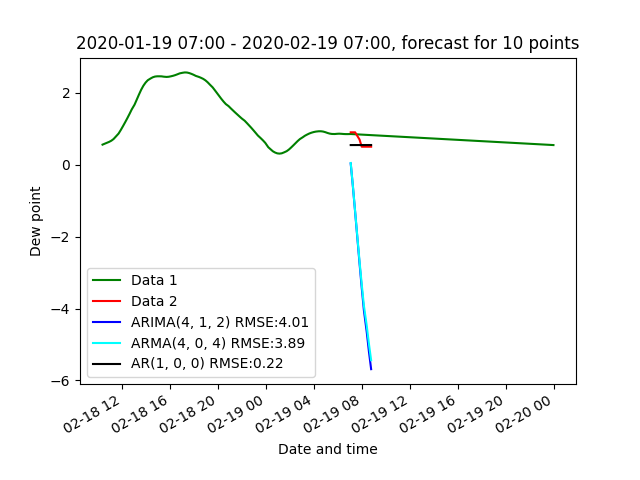 2020-01-19 07:00 - 2020-02-19 07:00, forecast for 10 points
Dew point
2
0
−2
−4
−6
Data 1
Data 2
ARIMA(4, 1, 2) RMSE:4.01
ARMA(4, 0, 4) RMSE:3.89
AR(1, 0, 0) RMSE:0.22
02-18 12
02-18 16
02-18 20
02-19 00
02-19 04
02-19 08
02-19 12
02-19 16
02-19 20
02-20 00
Date and time